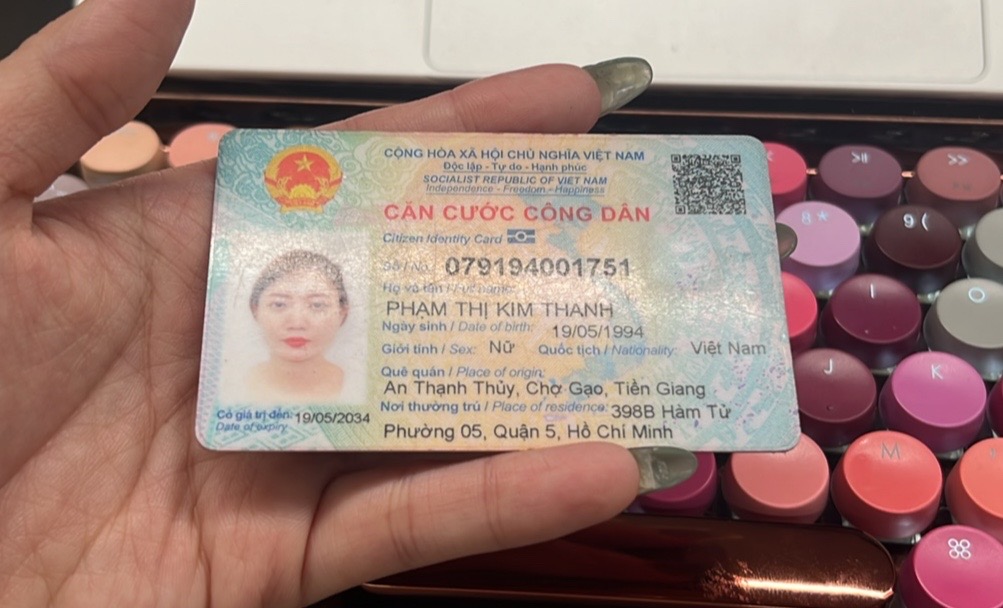 CỘNG HÒA XÃ HỘI CHỦ NGHĨA VIỆT NAM
Độc lập - Tự do - Hạnh phúc
SOCIALIST REPUBLIC OF VIET NAM
Independence - Freedom - Happiness
CĂN CƯỚC CÔNG DÂN
Citizen Identity Card
Số / No.: 079194001751
Họ và tên / Full name:
PHẠM THỊ KIM THANH
Ngày sinh / Date of birth: 19/05/1994
Giới tính / Sex: Nữ Quốc tịch / Nationality: Việt Nam
Quê quán / Place of origin:
An Thạnh Thủy, Chợ Gạo, Tiền Giang
Nơi thường trú / Place of residence: 398B Hàm Tử
Phường 05, Quận 5, Hồ Chí Minh
Có giá trị đến: 19/05/2034
Date of expiry
>||
>>
8 *
9 (
I
O
J
K
M